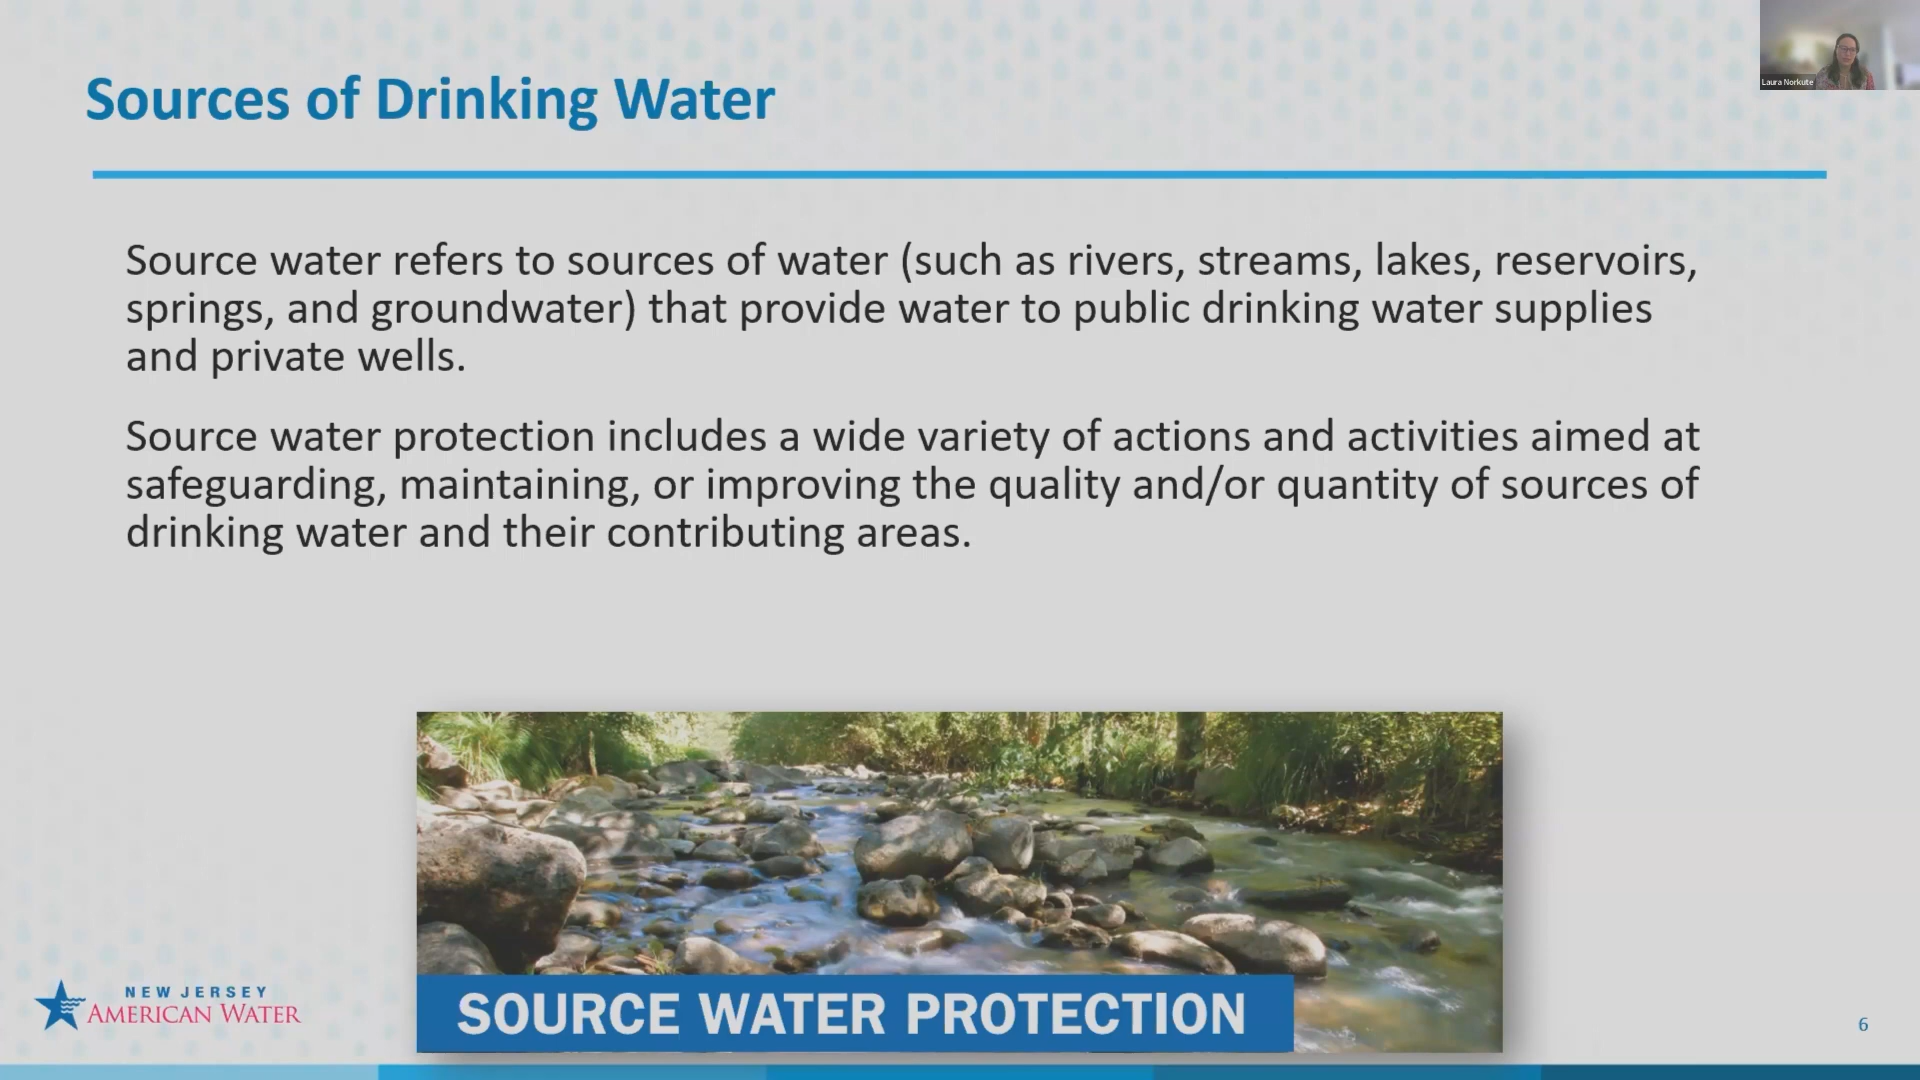 Sources of Drinking Water
Laura Norkute
Source water refers to sources of water (such as rivers, streams, lakes, reservoirs,
springs, and groundwater) that provide water to public drinking water supplies
and private wells.
Source water protection includes a wide variety of actions and activities aimed at
safeguarding, maintaining, or improving the quality and/or quantity of sources of
drinking water and their contributing areas.
SOURCE WATER PROTECTION
NEW JERSEY
AMERICAN WATER
6